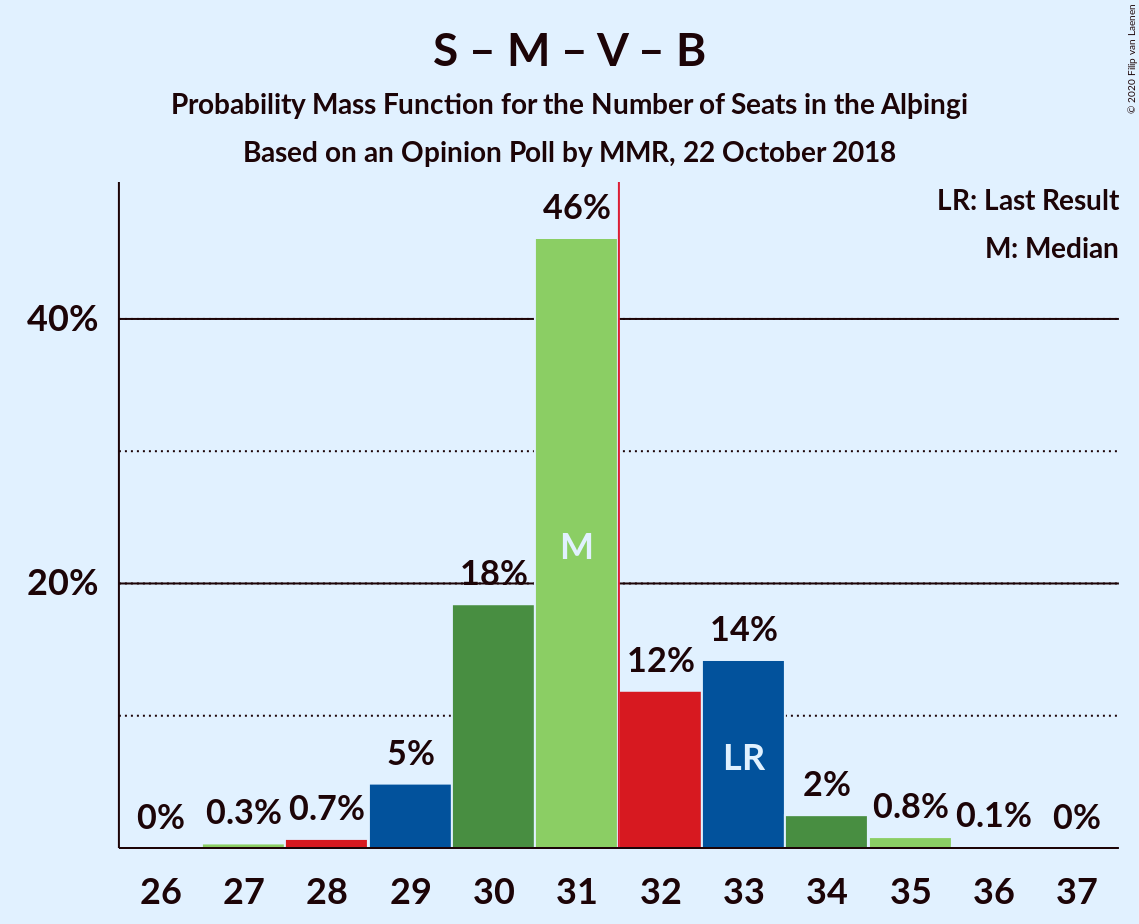 S – M – V – B
Probability Mass Function for the Number of Seats in the Alþingi
Based on an Opinion Poll by MMR, 22 October 2018
© 2020 Filip van Laenen
LR: Last Result
M: Median
40%
20%
0%
0.3%
0.7%
5%
18%
46%
12%
14%
2%
0.8%
0.1%
0%
M
LR
26 27 28 29 30 31 32 33 34 35 36 37